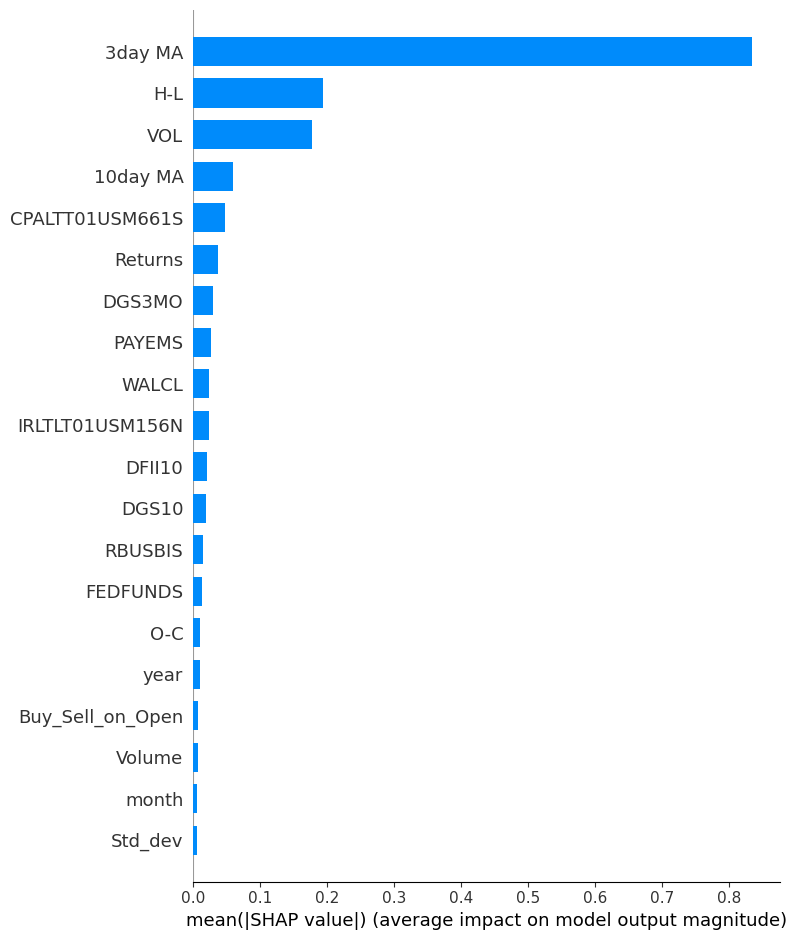 3day MA
H-L
VOL
10day MA
CPALTT01USM661S
Returns
DGS3MO
PAYEMS
WALCL
IRLTLT01USM156N
DFII10
DGS10
RBUSBIS
FEDFUNDS
O-C
year
Buy_Sell_on_Open
Volume
month
Std_dev
0.0 0.1 0.2 0.3 0.4 0.5 0.6 0.7 0.8
mean(|SHAP value|) (average impact on model output magnitude)